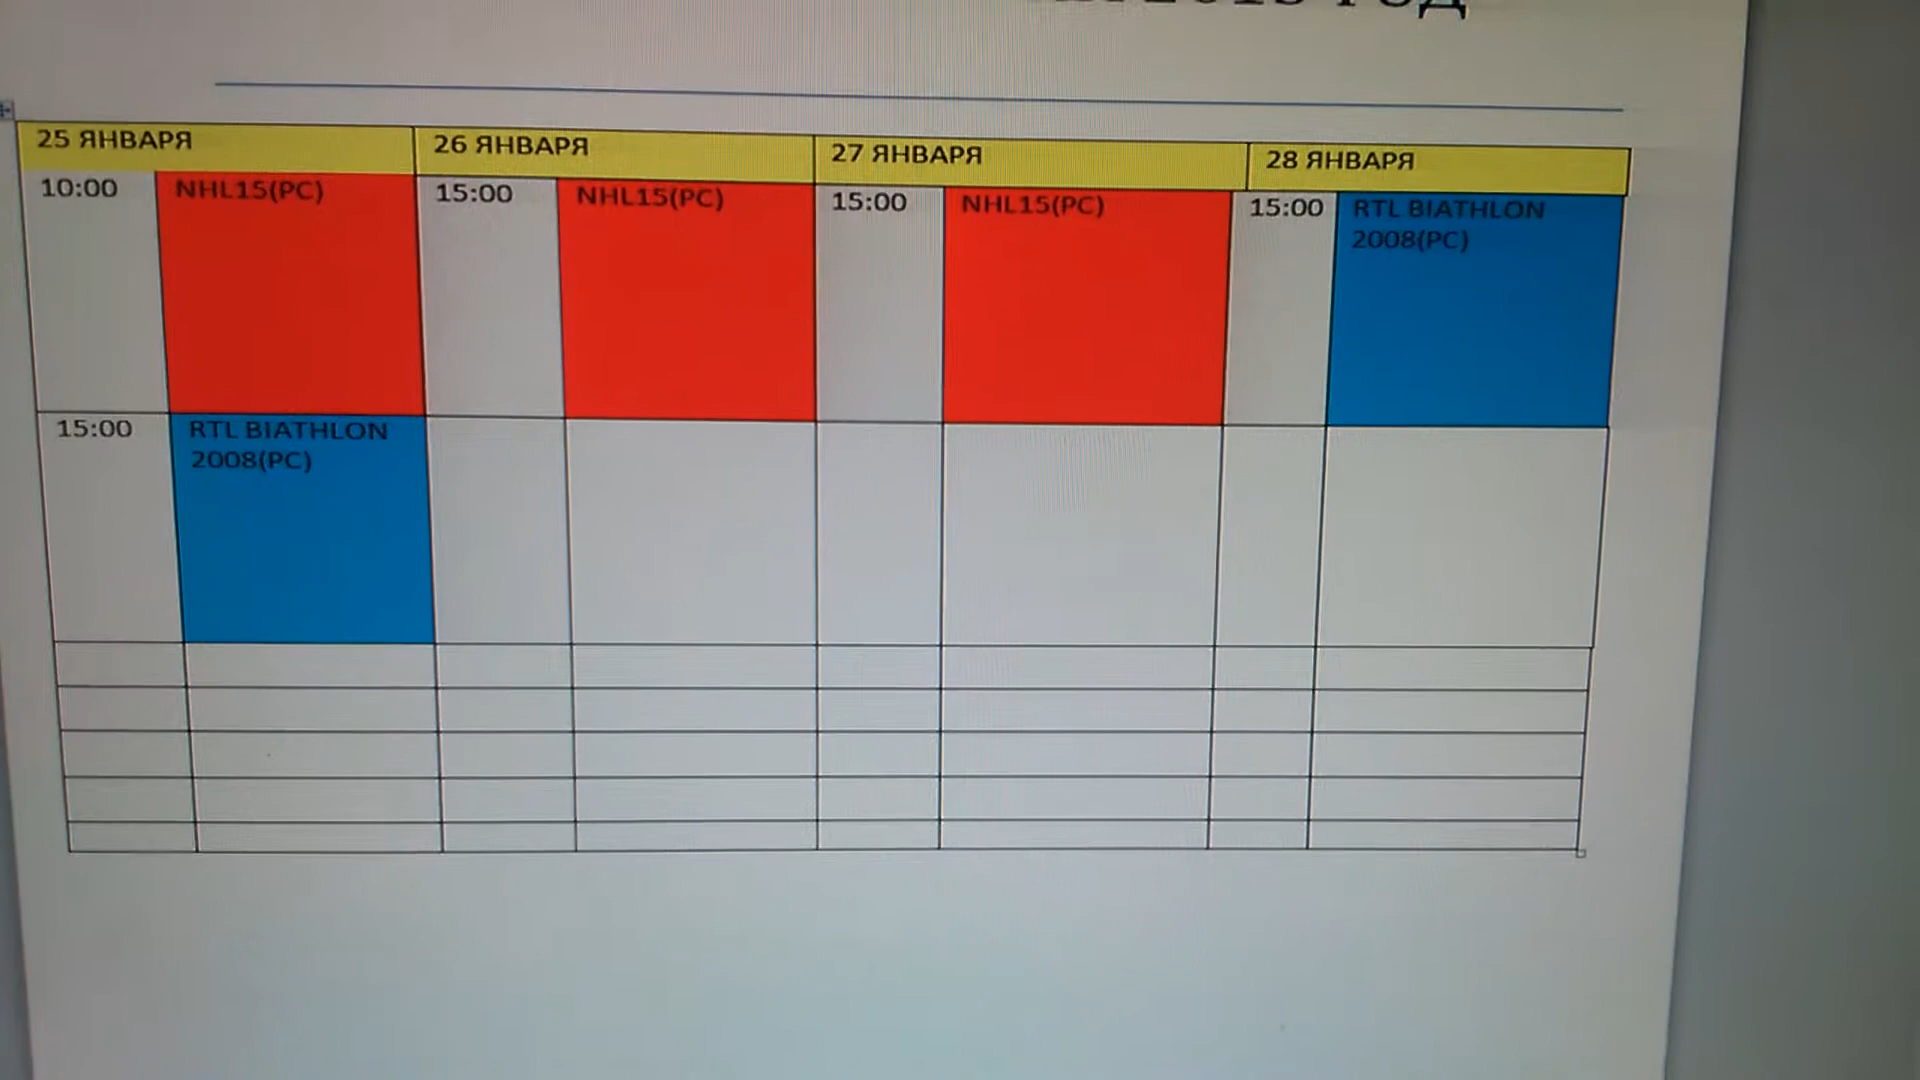 год
25 ЯНВАРЯ
26 ЯНВАРЯ
27 ЯНВАРЯ
28 ЯНВАРЯ
10:00
NHL15(PC)
15:00
NHL15(PC)
15:00
NHL15(PC)
15:00
RTL BIATHLON
2008(PC)
15:00
RTL BIATHLON
2008(PC)